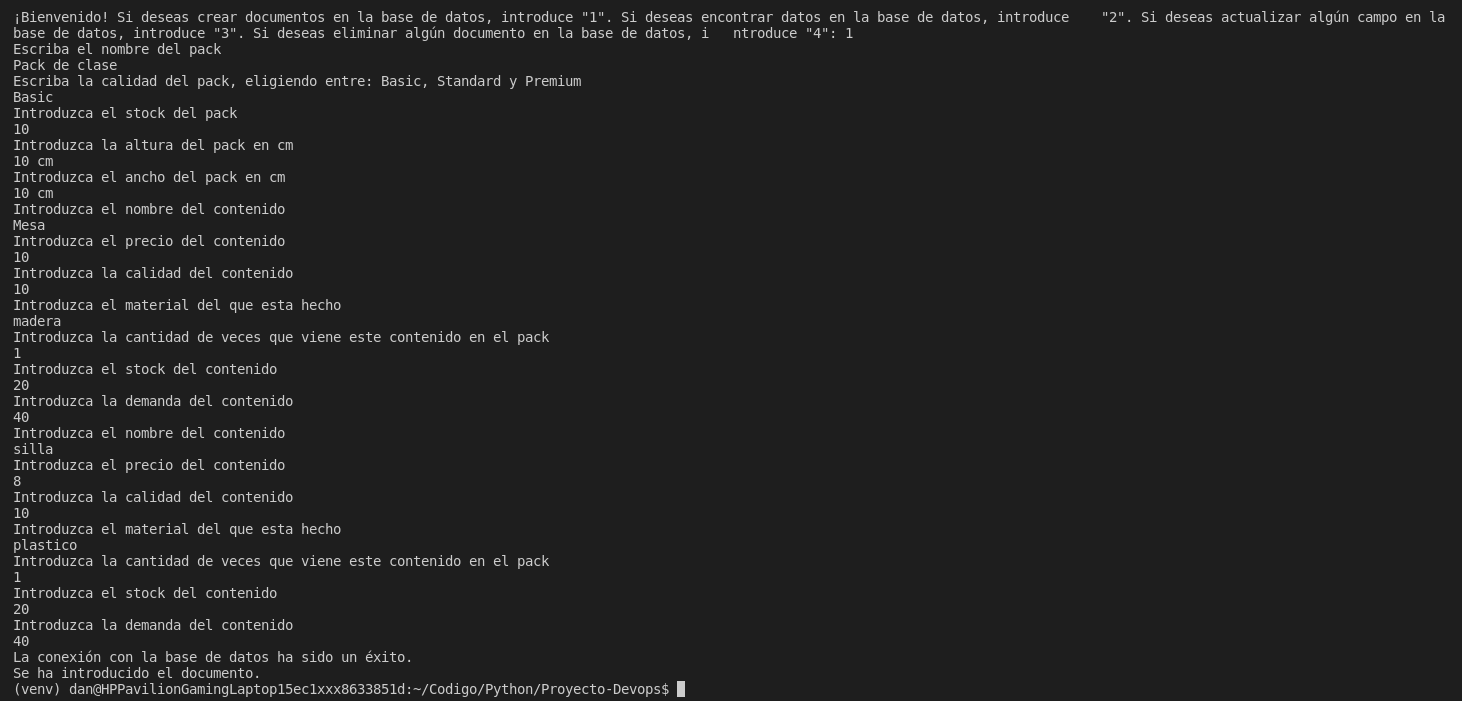 ¡Bienvenido! Si deseas crear documentos en la base de datos, introduce "1". Si deseas encontrar datos en la base de datos, introduce    "2". Si deseas actualizar algún campo en la
base de datos, introduce "3". Si deseas eliminar algún documento en la base de datos, i   ntroduce "4": 1
Escriba el nombre del pack
Pack de clase
Escriba la calidad del pack, eligiendo entre: Basic, Standard y Premium
Basic
Introduzca el stock del pack
10
Introduzca la altura del pack en cm
10 cm
Introduzca el ancho del pack en cm
10 cm
Introduzca el nombre del contenido
Mesa
Introduzca el precio del contenido
10
Introduzca la calidad del contenido
10
Introduzca el material del que esta hecho
madera
Introduzca la cantidad de veces que viene este contenido en el pack
1
Introduzca el stock del contenido
20
Introduzca la demanda del contenido
40
Introduzca el nombre del contenido
silla
Introduzca el precio del contenido
8
Introduzca la calidad del contenido
10
Introduzca el material del que esta hecho
plastico
Introduzca la cantidad de veces que viene este contenido en el pack
1
Introduzca el stock del contenido
20
Introduzca la demanda del contenido
40
La conexión con la base de datos ha sido un éxito.
Se ha introducido el documento.
(venv) dan@HPPavilionGamingLaptop15ec1xxx8633851d:~/Codigo/Python/Proyecto-Devops$